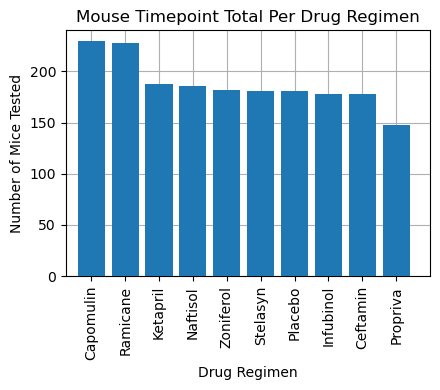 Mouse Timepoint Total Per Drug Regimen
Number of Mice Tested
200
150
100
50
0
Capomulin
Ramicane
Ketapril
Naftisol
Zoniferol
Stelasyn
Placebo
Infubinol
Ceftamin
Propriva
Drug Regimen